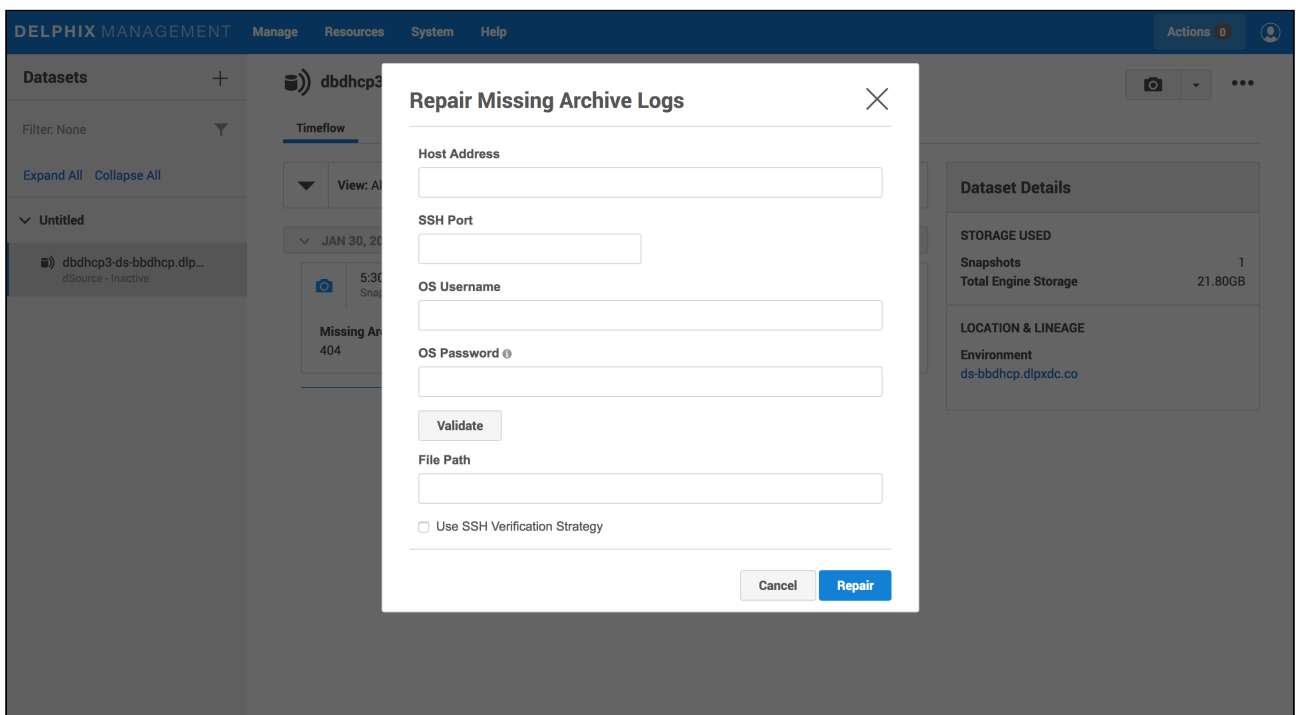 DELPHIX MANAGEMENT Manage Resources System Help Actions 0
Datasets
Filter: None
Expand All Collapse All
Untitled
dbdhcp3-ds-bbdhcp.dlp...
dSource - Inactive
dbdhcp3
Timeflow
View: Al
JAN 30, 20
5:30
Snap
Missing Ar
404
Repair Missing Archive Logs
Host Address
SSH Port
OS Username
OS Password
Validate
File Path
Use SSH Verification Strategy
Cancel Repair
Dataset Details
STORAGE USED
Snapshots 1
Total Engine Storage 21.80GB
LOCATION & LINEAGE
Environment
ds-bbdhcp.dlpxdc.co